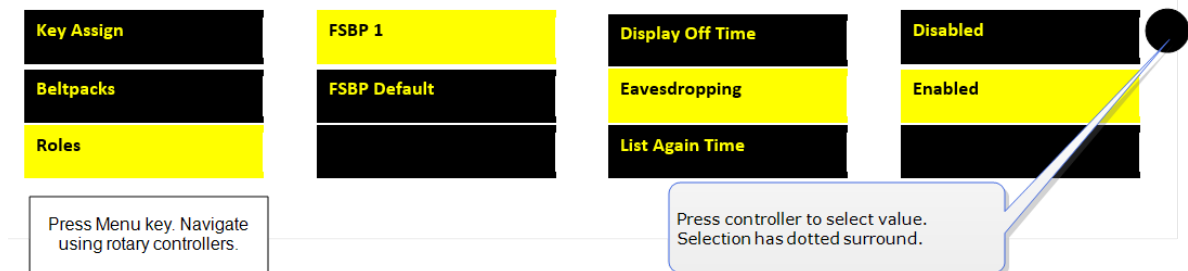 Key Assign
Beltpacks
Roles
FSBP 1
FSBP Default
Display Off Time
Eavesdropping
List Again Time
Disabled
Enabled
Press Menu key. Navigate
using rotary controllers.
Press controller to select value.
Selection has dotted surround.